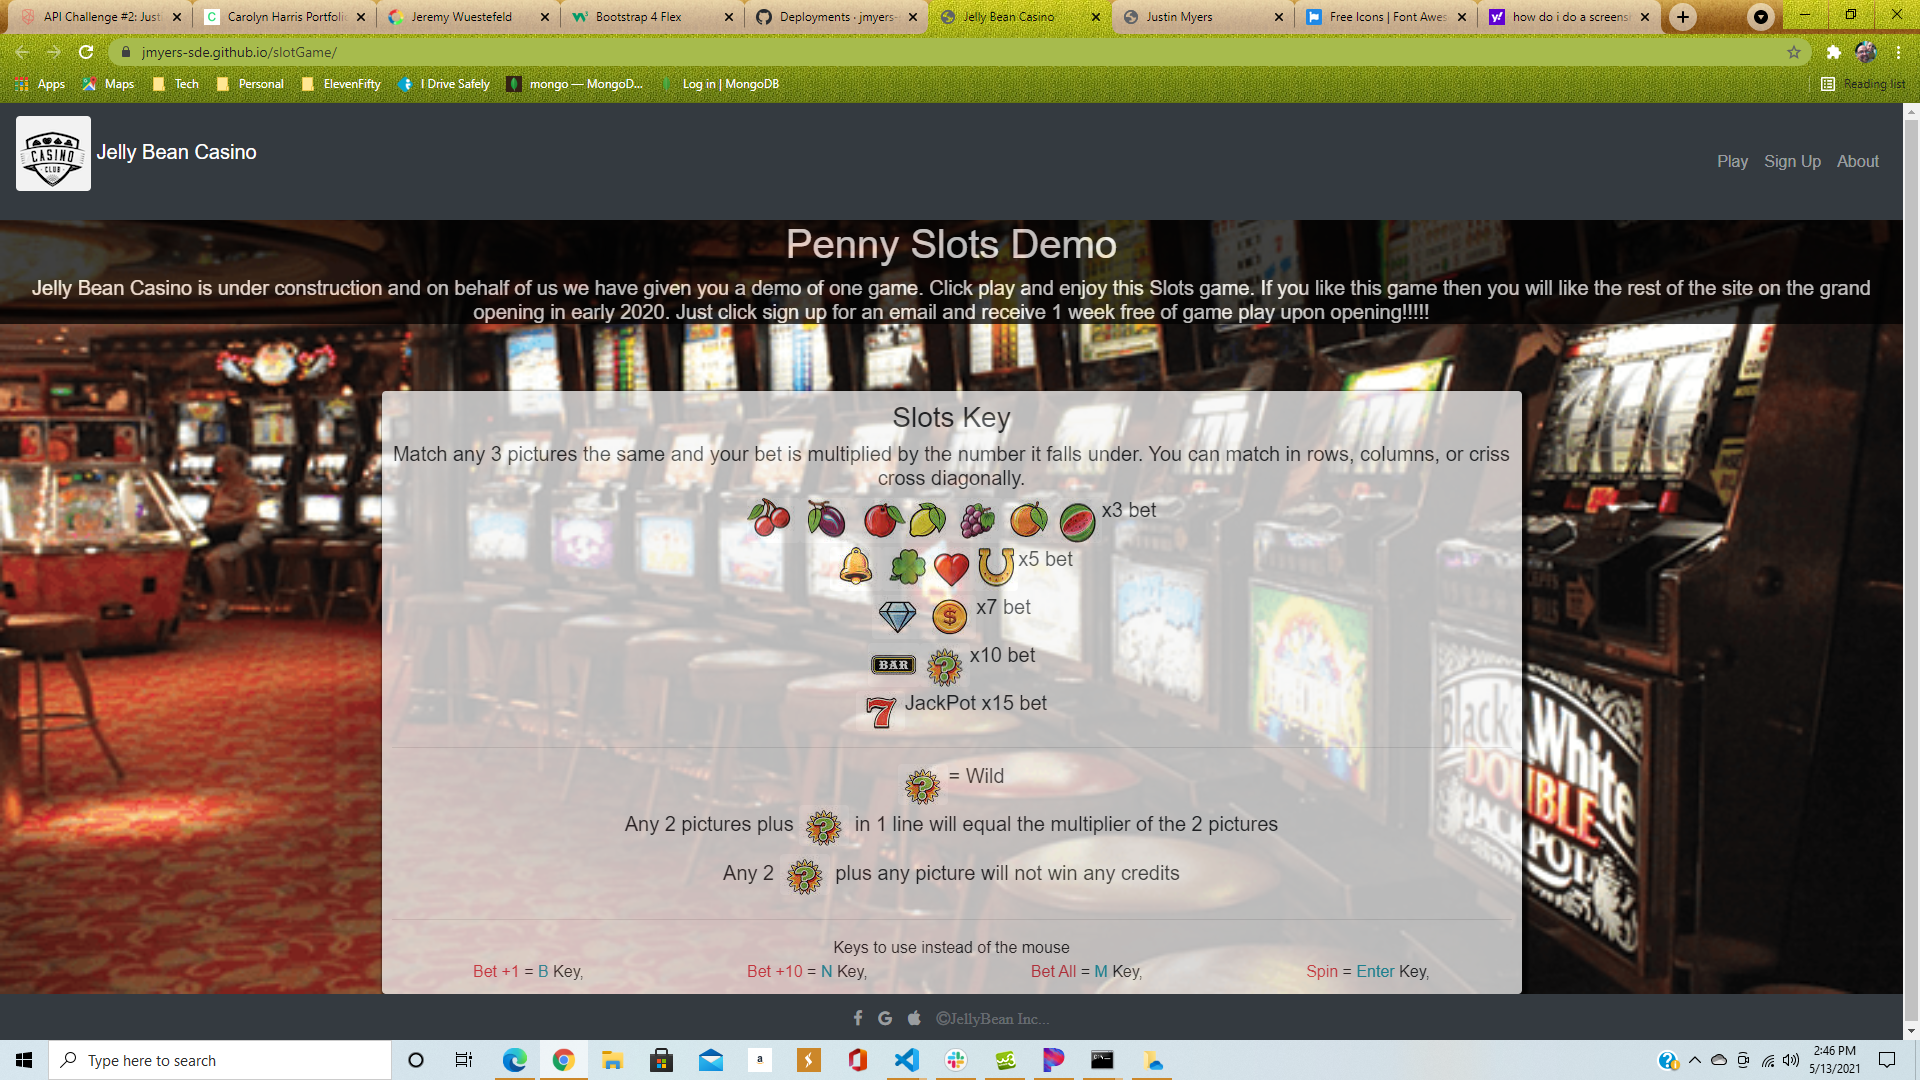 API Challenge #2: Just
Carolyn Harris Portfoli
Jeremy Wuestefeld
Bootstrap 4 Flex
Deployments · jmyers-
Jelly Bean Casino
Justin Myers
Free Icons | Font Awes
how do i do a screensh
jmyers-sde.github.io/slotGame/
Apps
Maps
Tech
Personal
ElevenFifty
I Drive Safely
mongo — MongoD...
Log in | MongoDB
Reading list
CASINO
CLUB
Jelly Bean Casino
Play
Sign Up
About
Penny Slots Demo
Jelly Bean Casino is under construction and on behalf of us we have given you a demo of one game. Click play and enjoy this Slots game. If you like this game then you will like the rest of the site on the grand
opening in early 2020. Just click sign up for an email and receive 1 week free of game play upon opening!!!!!
Slots Key
Match any 3 pictures the same and your bet is multiplied by the number it falls under. You can match in rows, columns, or criss
cross diagonally.
x3 bet
x5 bet
$ x7 bet
BAR ? x10 bet
7 JackPot x15 bet
? = Wild
Any 2 pictures plus ? in 1 line will equal the multiplier of the 2 pictures
Any 2 ? plus any picture will not win any credits
Black White
DOUBLE
JACKPOT
Keys to use instead of the mouse
Bet +1 = B Key,
Bet +10 = N Key,
Bet All = M Key,
Spin = Enter Key,
©JellyBean Inc...
Type here to search
2:46 PM
5/13/2021